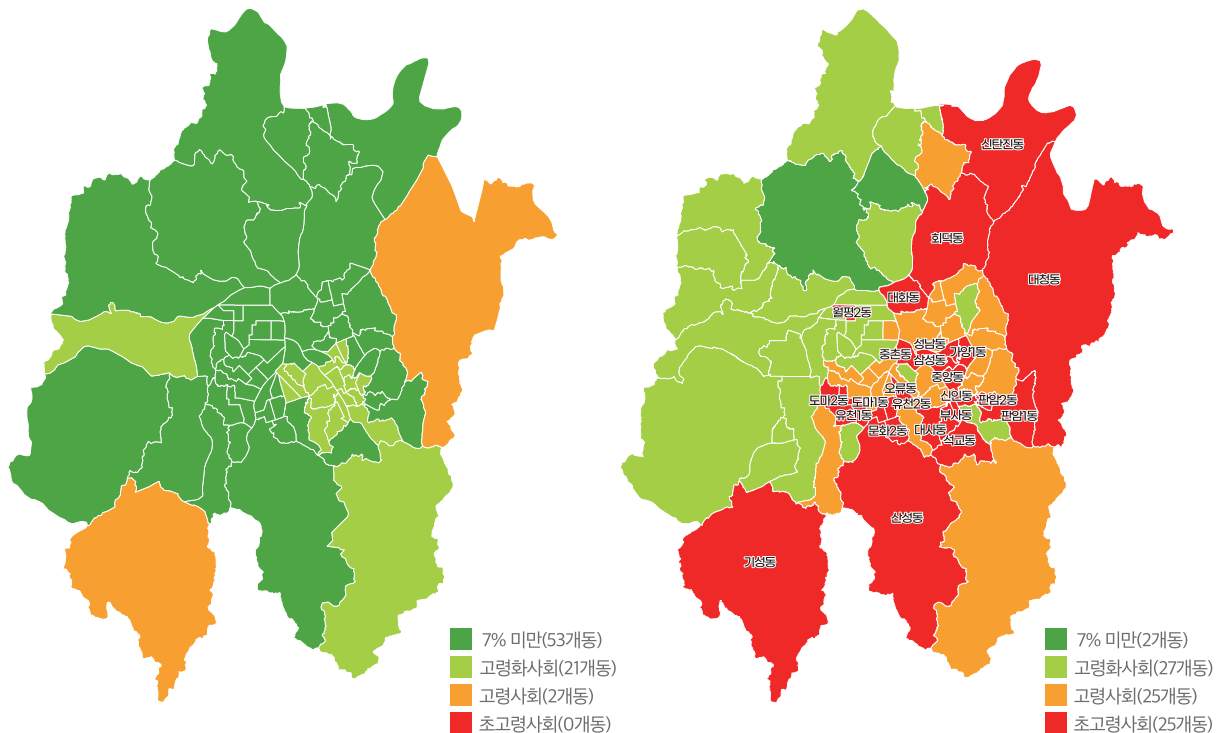 신탄진동
회덕동
대청동
대화동
월평2동
성남동
중촌동
가양1동
삼성동
중앙동
오류동
신인동
도마2동
도마1동
유천2동
판암2동
유천1동
부사동
판암1동
문화2동
대사동
석교동
산성동
기성동
7% 미만(53개동)
고령화사회(21개동)
고령사회(2개동)
초고령사회(0개동)
7% 미만(2개동)
고령화사회(27개동)
고령사회(25개동)
초고령사회(25개동)